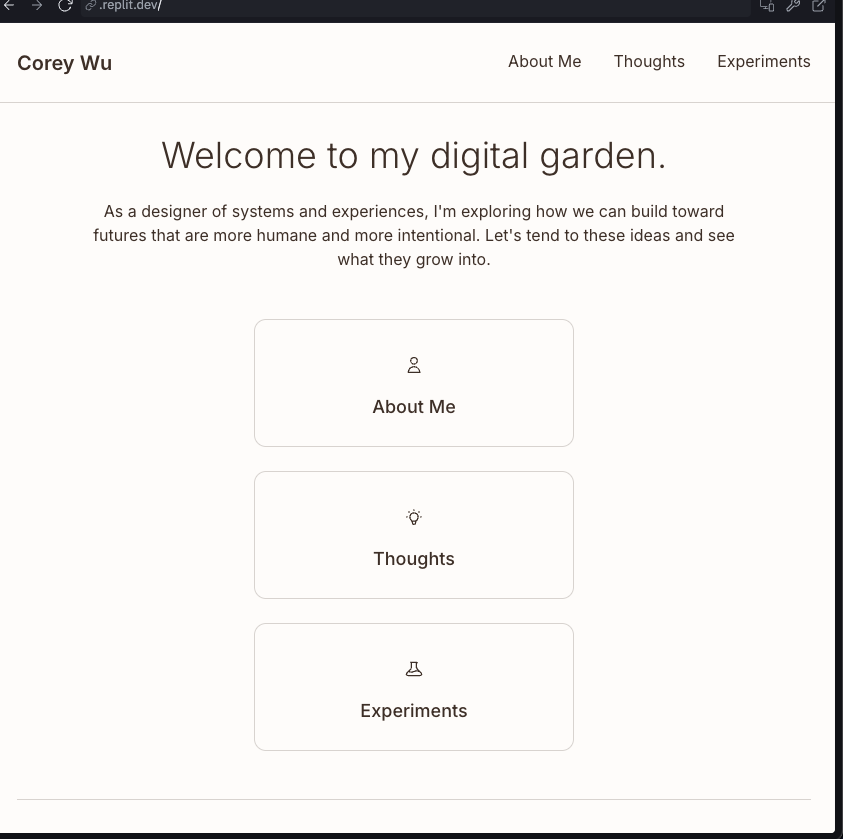 .replit.dev/
Corey Wu
About Me
Thoughts
Experiments
Welcome to my digital garden.
As a designer of systems and experiences, I'm exploring how we can build toward
futures that are more humane and more intentional. Let's tend to these ideas and see
what they grow into.
About Me
Thoughts
Experiments